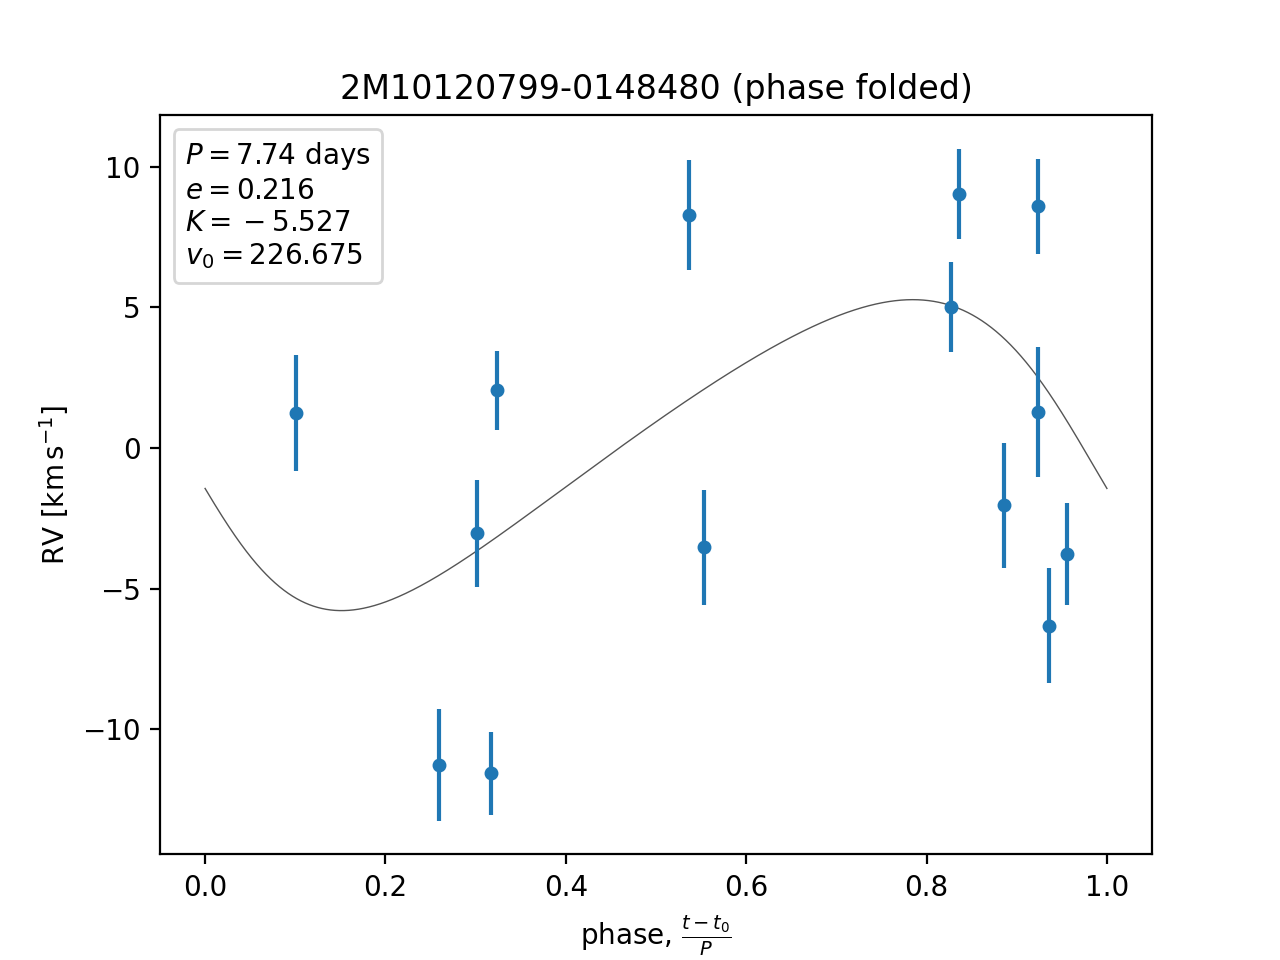 2M10120799-0148480 (phase folded)
P = 7.74 days
e = 0.216
K = −5.527
v₀ = 226.675
RV [km s⁻¹]
10
5
0
−5
−10
0.0 0.2 0.4 0.6 0.8 1.0
phase, (t − t₀)/P